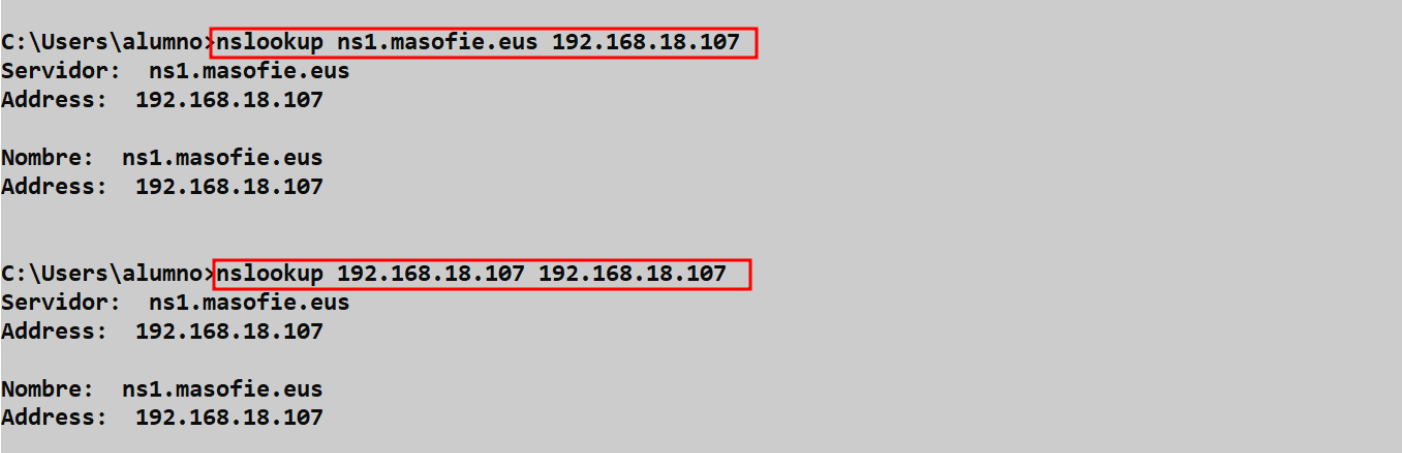 C:\Users\alumno>nslookup ns1.masofie.eus 192.168.18.107
Servidor:  ns1.masofie.eus
Address:  192.168.18.107
Nombre:  ns1.masofie.eus
Address:  192.168.18.107
C:\Users\alumno>nslookup 192.168.18.107 192.168.18.107
Servidor:  ns1.masofie.eus
Address:  192.168.18.107
Nombre:  ns1.masofie.eus
Address:  192.168.18.107